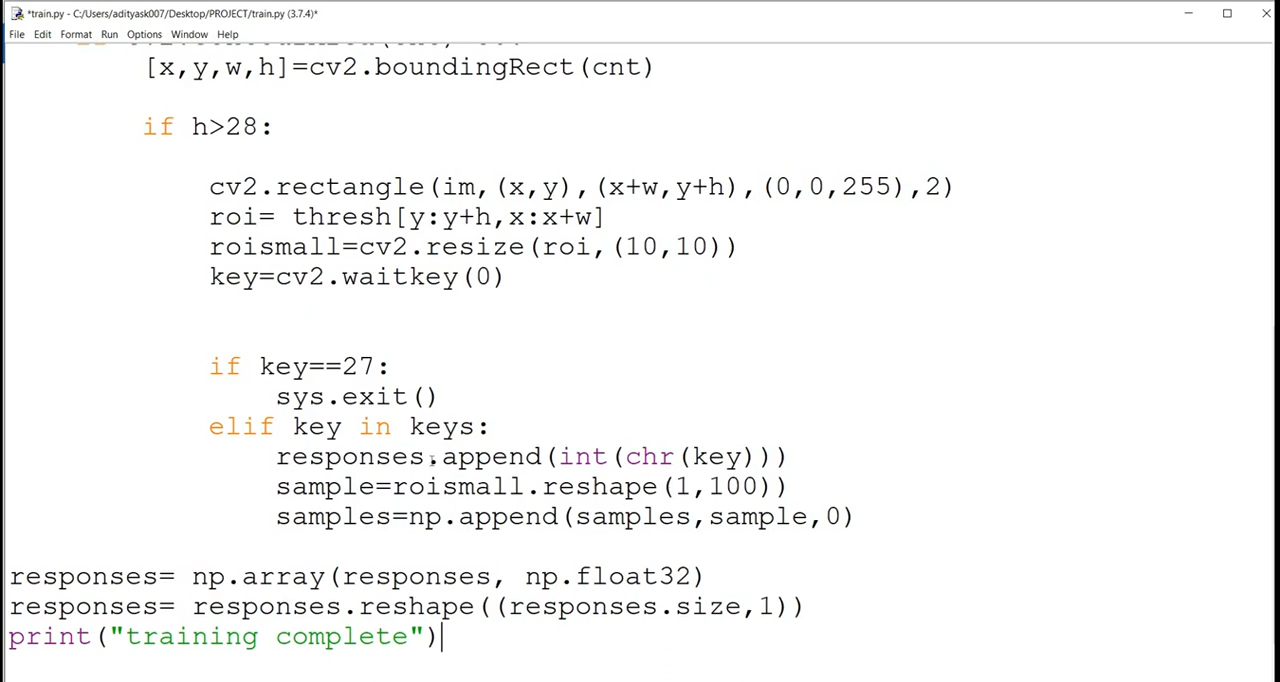 *train.py - C:/Users/adityask007/Desktop/PROJECT/train.py (3.7.4)*
File Edit Format Run Options Window Help
[x,y,w,h]=cv2.boundingRect(cnt)
if h>28:
cv2.rectangle(im,(x,y),(x+w,y+h),(0,0,255),2)
roi= thresh[y:y+h,x:x+w]
roismall=cv2.resize(roi,(10,10))
key=cv2.waitkey(0)
if key==27:
sys.exit()
elif key in keys:
responses.append(int(chr(key)))
sample=roismall.reshape(1,100))
samples=np.append(samples,sample,0)
responses= np.array(responses, np.float32)
responses= responses.reshape((responses.size,1))
print("training complete")